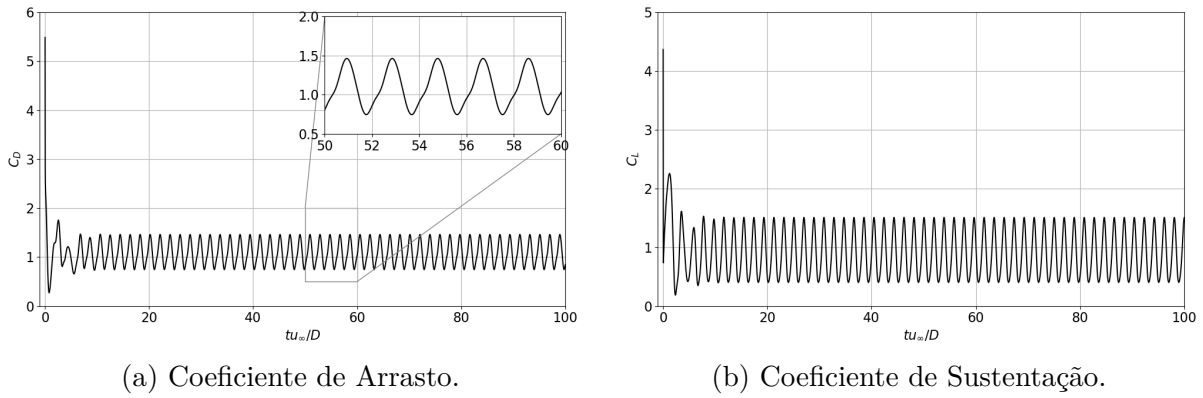 6
5
4
3
2
1
0
C_D
0 20 40 60 80 100
tu∞/D
2.0
1.5
1.0
0.5
50 52 54 56 58 60
(a) Coeficiente de Arrasto.
5
4
3
2
1
0
C_L
0 20 40 60 80 100
tu∞/D
(b) Coeficiente de Sustentação.